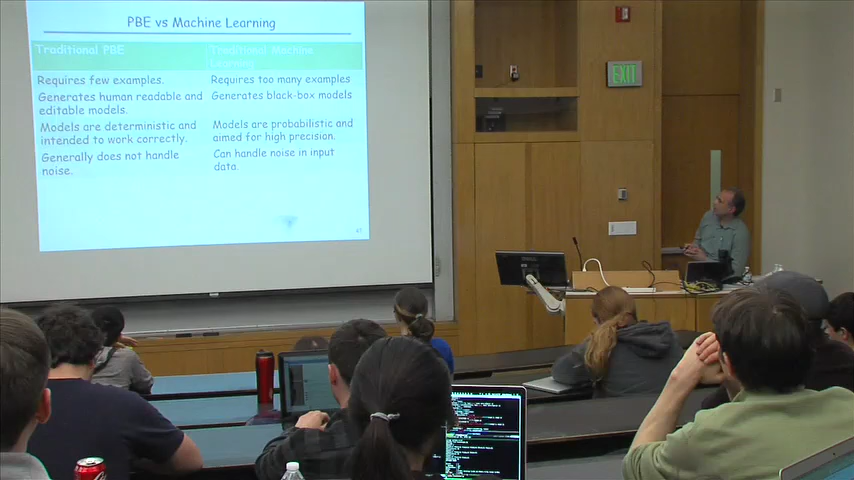 PBE vs Machine Learning
Traditional PBE
Traditional Machine
Learning
Requires few examples.
Requires too many examples
Generates human readable and
editable models.
Generates black-box models
Models are deterministic and
intended to work correctly.
Models are probabilistic and
aimed for high precision.
Generally does not handle
noise.
Can handle noise in input
data.
EXIT